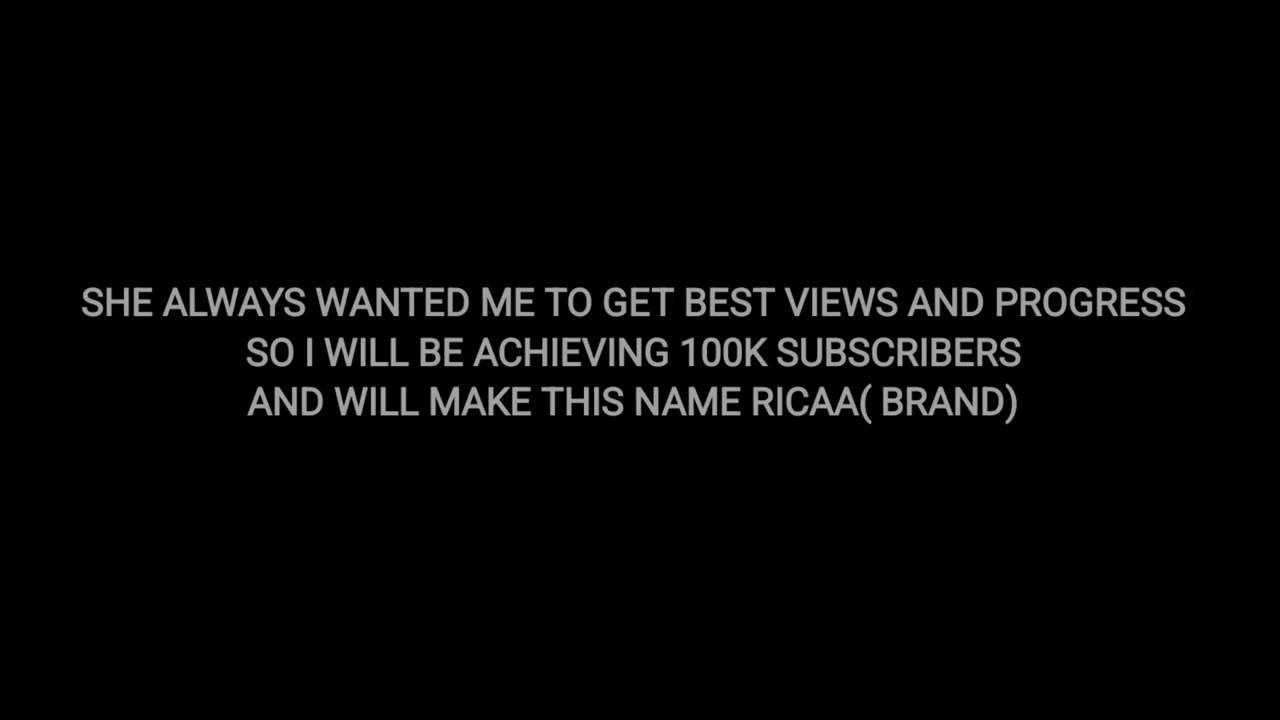 SHE ALWAYS WANTED ME TO GET BEST VIEWS AND PROGRESS
SO I WILL BE ACHIEVING 100K SUBSCRIBERS
AND WILL MAKE THIS NAME RICAA( BRAND)